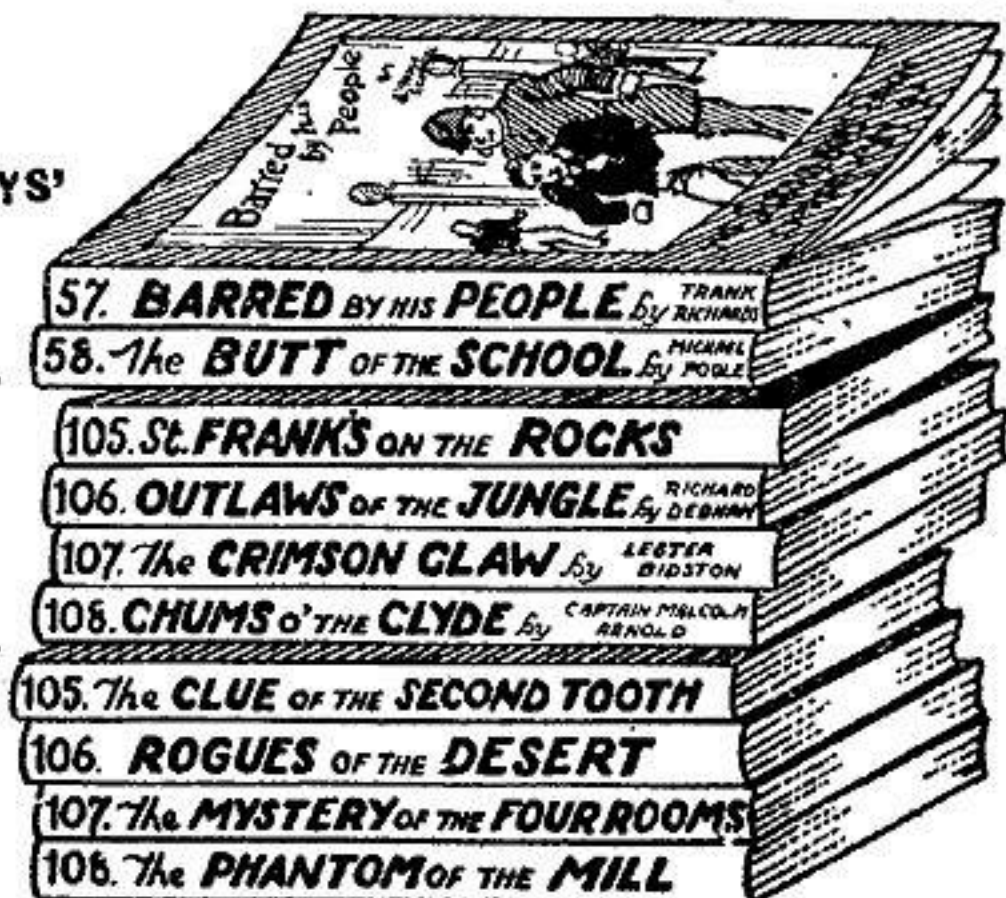 Barred by his
People
YS'
57. BARRED BY HIS PEOPLE by FRANK RICHARDS
58. The BUTT OF THE SCHOOL by MICHAEL POOLE
105. St. FRANK'S ON THE ROCKS
106. OUTLAWS OF THE JUNGLE by RICHARD DEBHAN
107. The CRIMSON CLAW by LESTER BIDSTON
108. CHUMS O' THE CLYDE by CAPTAIN MALCOLM ARNOLD
105. The CLUE OF THE SECOND TOOTH
106. ROGUES OF THE DESERT
107. The MYSTERY OF THE FOUR ROOMS
108. The PHANTOM OF THE MILL